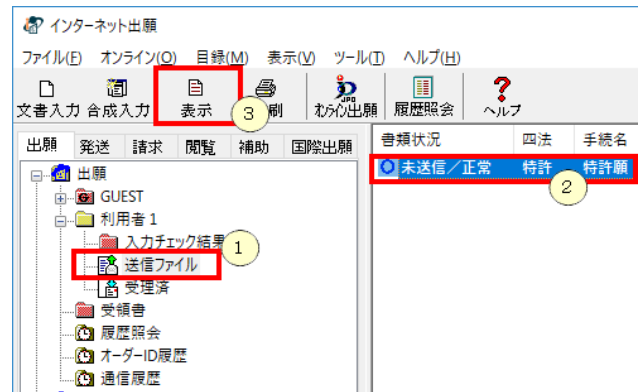 インターネット出願
ファイル(F) オンライン(O) 目録(M) 表示(V) ツール(T) ヘルプ(H)
文書入力 合成入力 表示 3 刷 オンライン出願 履歴照会 ヘルプ
JPO
出願 発送 請求 閲覧 補助 国際出願
書類状況 四法 手続名
未送信/正常 特許 特許願
2
出願
GUEST
利用者1
入力チェック結果
1
送信ファイル
受理済
受領書
履歴照会
オーダーID履歴
通信履歴